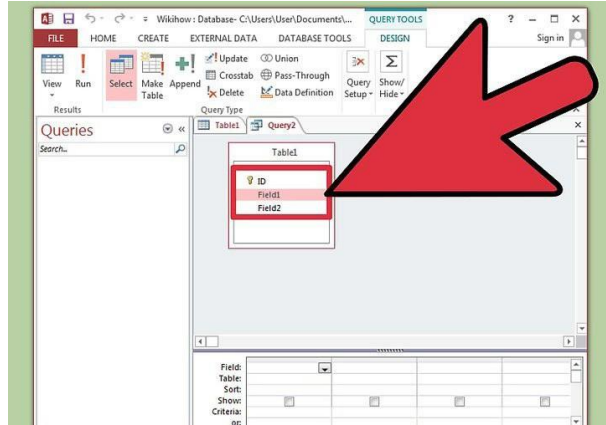 Wikihow : Database- C:\Users\User\Documents\... QUERY TOOLS ?
FILE HOME CREATE EXTERNAL DATA DATABASE TOOLS DESIGN Sign in
View Run Select Make Table Append Update Crosstab Delete Union Pass-Through Data Definition Query Setup Show/ Hide
Results Query Type
Queries
Search...
Table1 Query2
Table1
ID
Field1
Field2
Field:
Table:
Sort:
Show:
Criteria:
or: